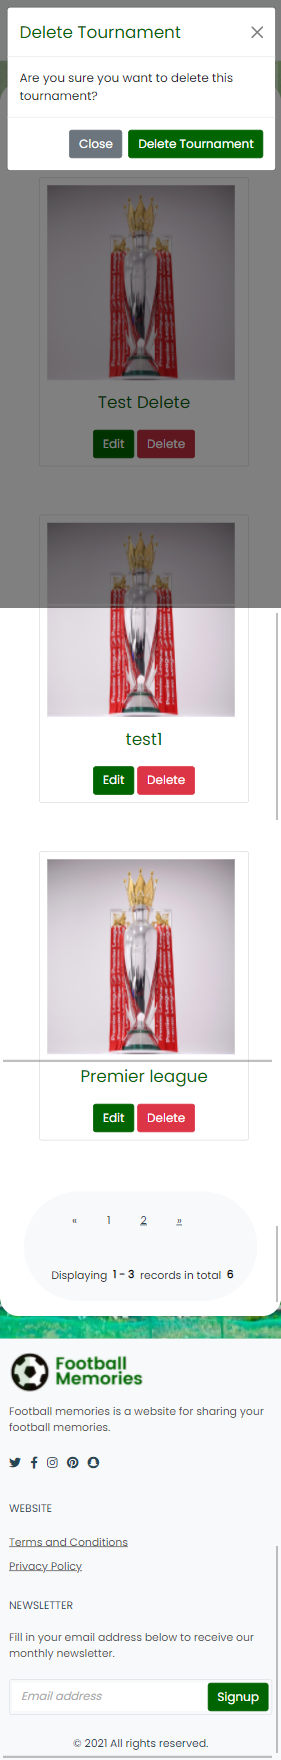 Delete Tournament
Are you sure you want to delete this
tournament?
Close Delete Tournament
Test Delete
Edit Delete
test1
Edit Delete
Premier league
Edit Delete
« 1 2 »
Displaying 1 - 3 records in total 6
Football
Memories
Football memories is a website for sharing your
football memories.
WEBSITE
Terms and Conditions
Privacy Policy
NEWSLETTER
Fill in your email address below to receive our
monthly newsletter.
Email address Signup
© 2021 All rights reserved.